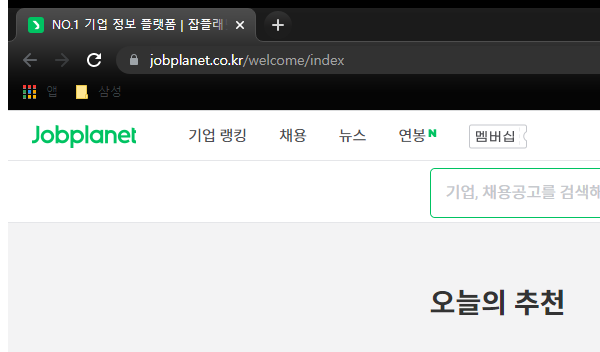 NO.1 기업 정보 플랫폼 | 잡플래
jobplanet.co.kr/welcome/index
앱 삼성
Jobplanet 기업 랭킹 채용 뉴스 연봉 N 멤버십
기업, 채용공고를 검색해
오늘의 추천